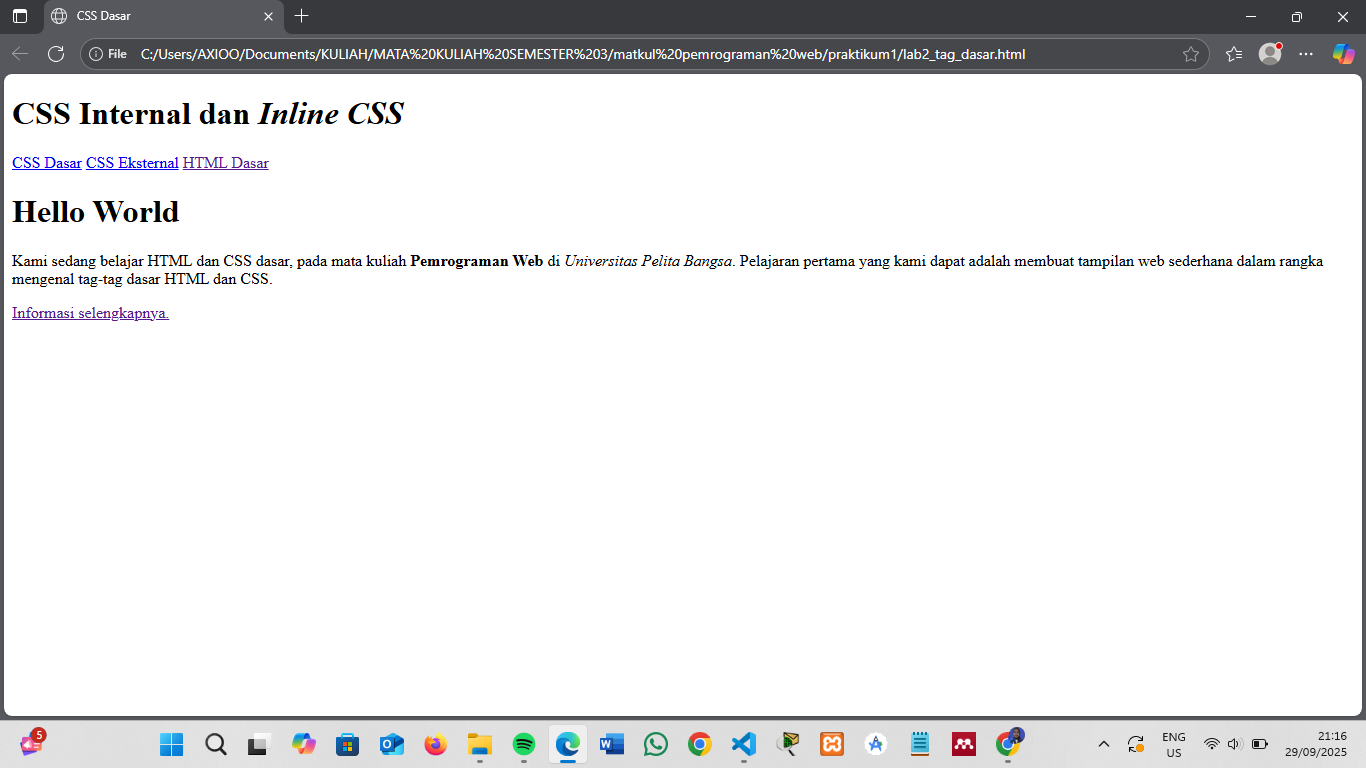 CSS Dasar
File C:/Users/AXIOO/Documents/KULIAH/MATA%20KULIAH%20SEMESTER%203/matkul%20pemrograman%20web/praktikum1/lab2_tag_dasar.html
CSS Internal dan Inline CSS
CSS Dasar CSS Eksternal HTML Dasar
Hello World
Kami sedang belajar HTML dan CSS dasar, pada mata kuliah Pemrograman Web di Universitas Pelita Bangsa. Pelajaran pertama yang kami dapat adalah membuat tampilan web sederhana dalam rangka
mengenal tag-tag dasar HTML dan CSS.
Informasi selengkapnya.
5
ENG
US
21:16
29/09/2025